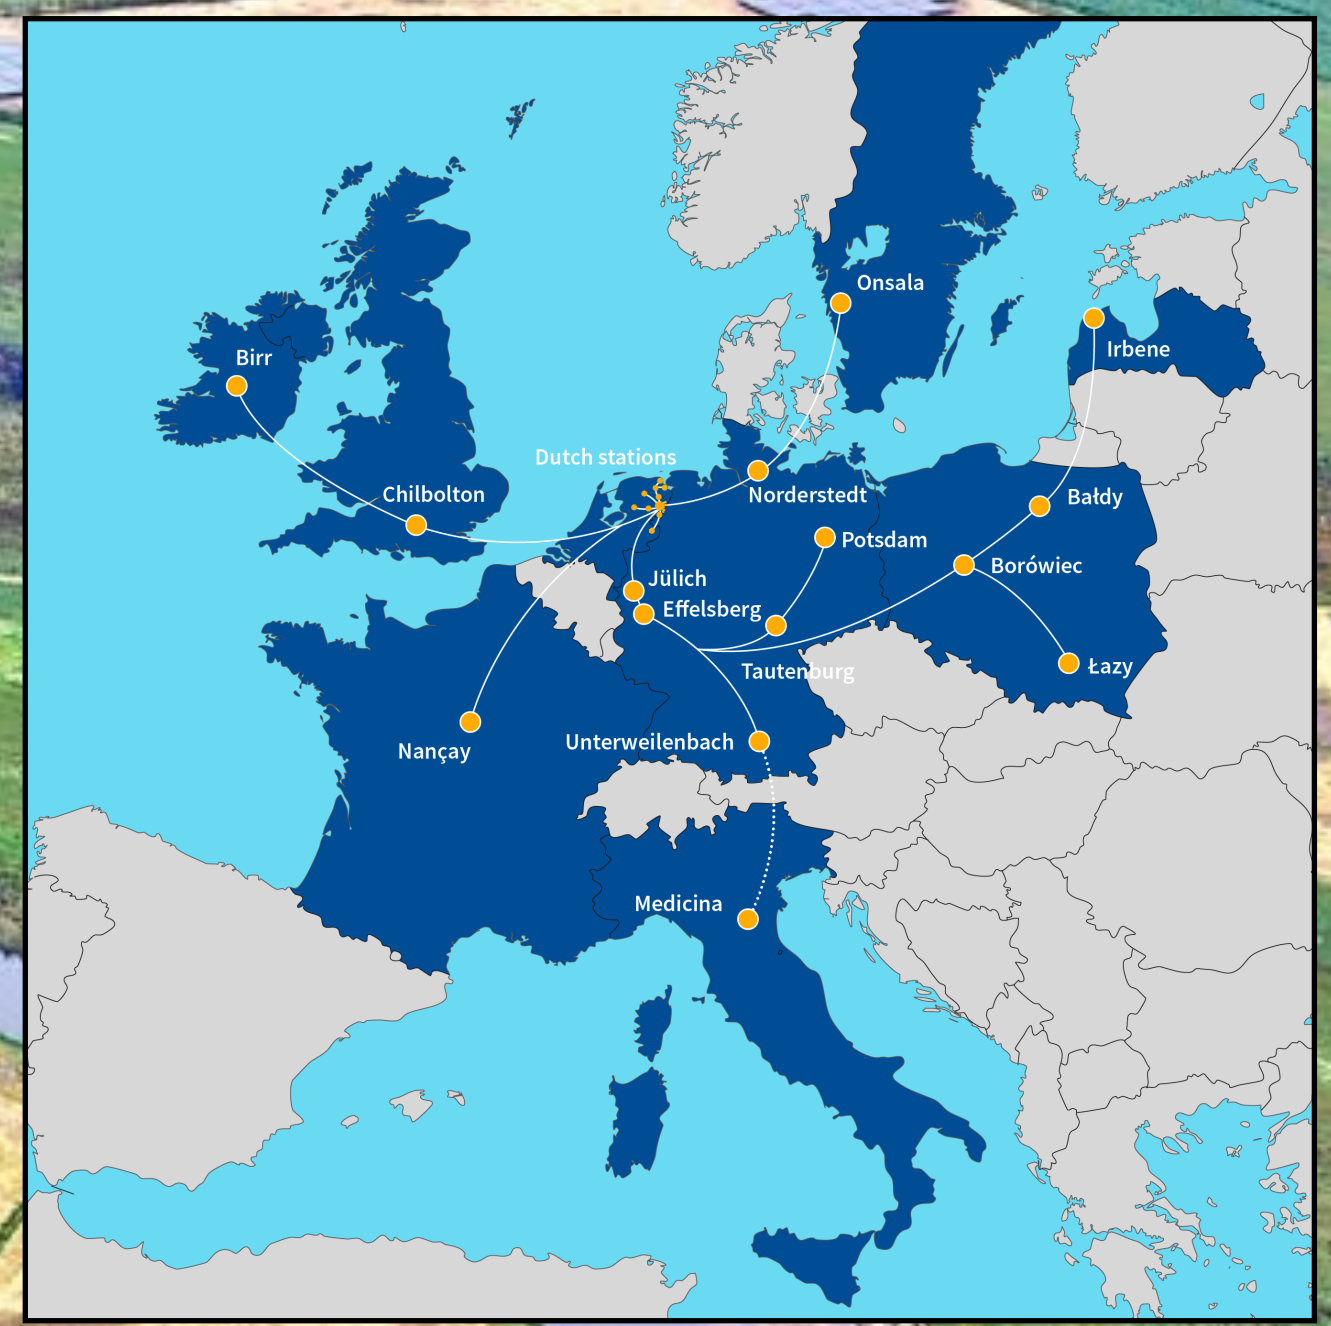 Onsala
Irbene
Birr
Dutch stations
Chilbolton
Norderstedt
Bałdy
Potsdam
Borówiec
Jülich
Effelsberg
Tautenburg
Łazy
Unterweilenbach
Nançay
Medicina